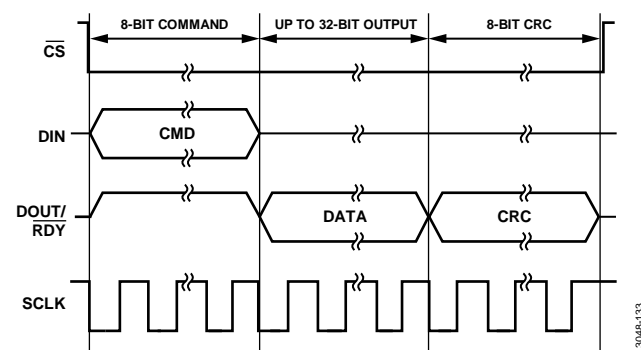 8-BIT COMMAND UP TO 32-BIT OUTPUT 8-BIT CRC
CS
DIN CMD
DOUT/
RDY
DATA CRC
SCLK